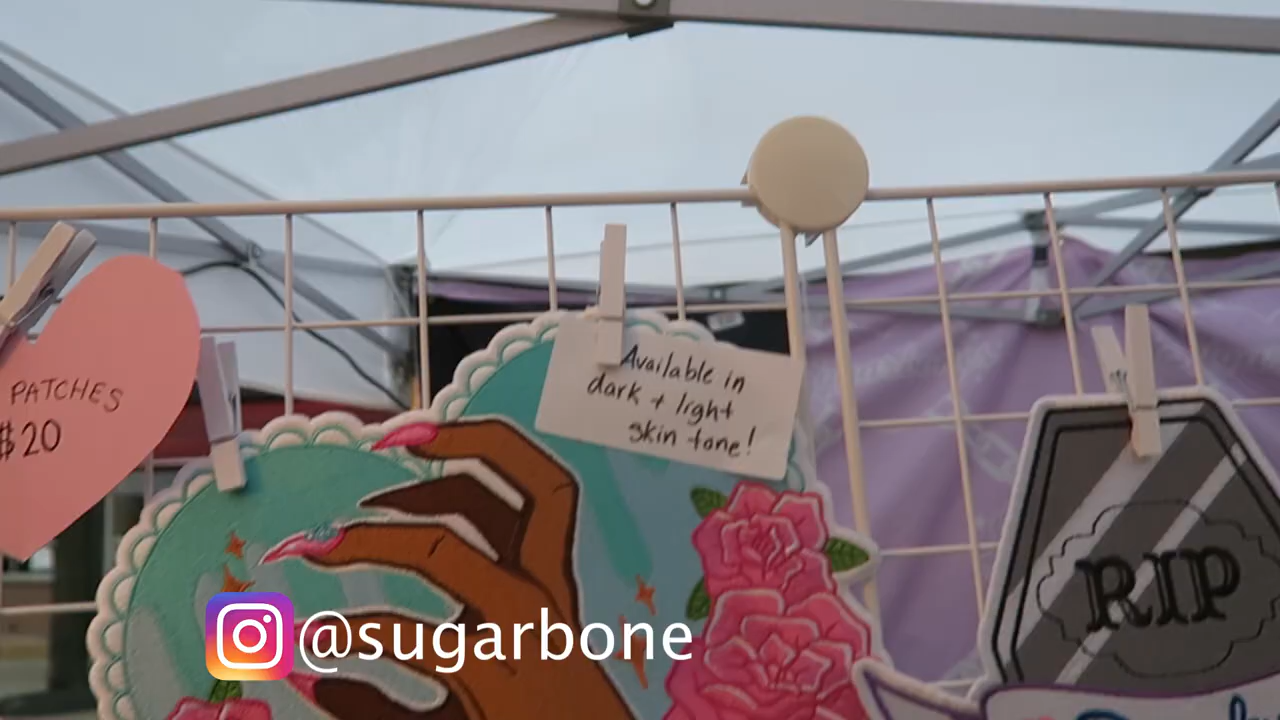 PATCHES
$20
Available in
dark + light
skin tone!
RIP
@sugarbone